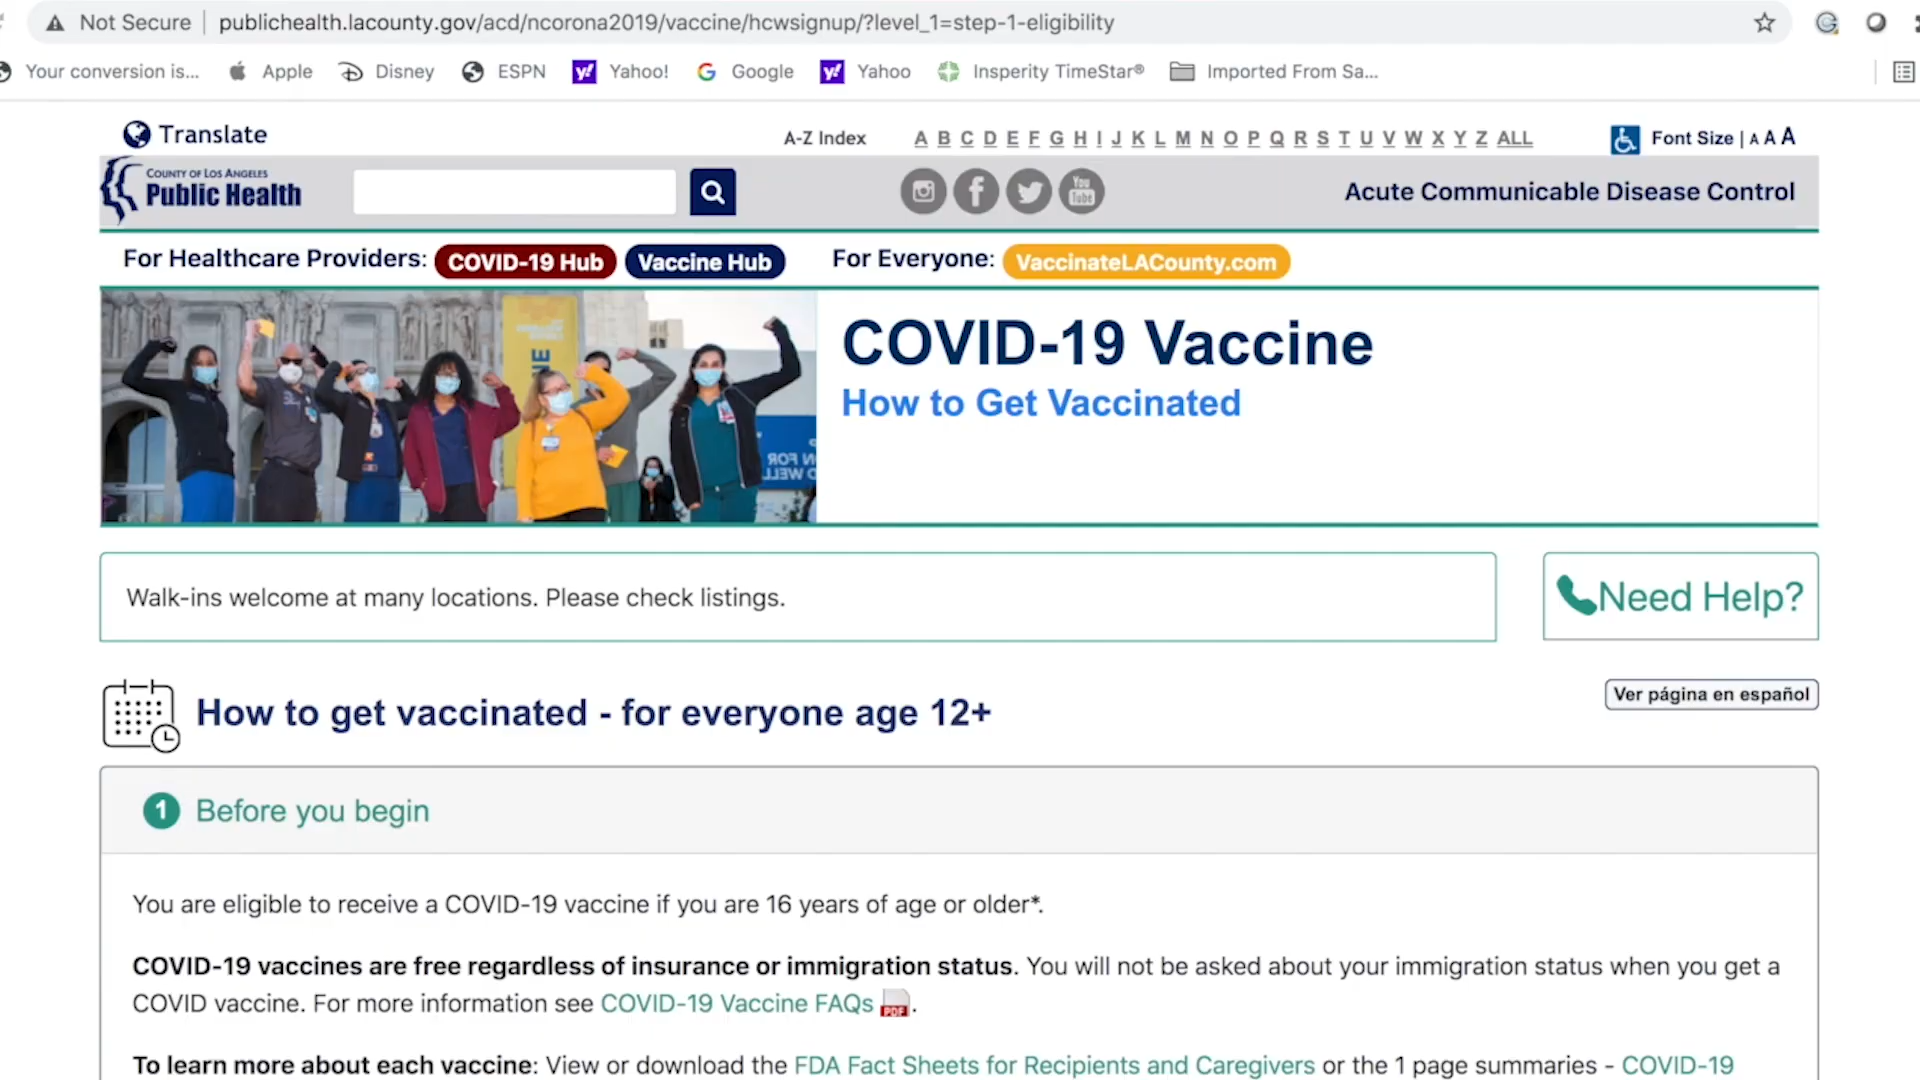 Not Secure publichealth.lacounty.gov/acd/ncorona2019/vaccine/hcwsignup/?level_1=step-1-eligibility
Your conversion is... Apple Disney ESPN Yahoo! Google Yahoo Insperity TimeStar® Imported From Sa...
Translate A-Z Index A B C D E F G H I J K L M N O P Q R S T U V W X Y Z ALL Font Size | A A A
COUNTY OF LOS ANGELES
Public Health
You
Tube
Acute Communicable Disease Control
For Healthcare Providers: COVID-19 Hub Vaccine Hub For Everyone: VaccinateLACounty.com
COVID-19 Vaccine
How to Get Vaccinated
Walk-ins welcome at many locations. Please check listings.
Need Help?
How to get vaccinated - for everyone age 12+
Ver página en español
1 Before you begin
You are eligible to receive a COVID-19 vaccine if you are 16 years of age or older*.
COVID-19 vaccines are free regardless of insurance or immigration status. You will not be asked about your immigration status when you get a
COVID vaccine. For more information see COVID-19 Vaccine FAQs PDF.
To learn more about each vaccine: View or download the FDA Fact Sheets for Recipients and Caregivers or the 1 page summaries - COVID-19